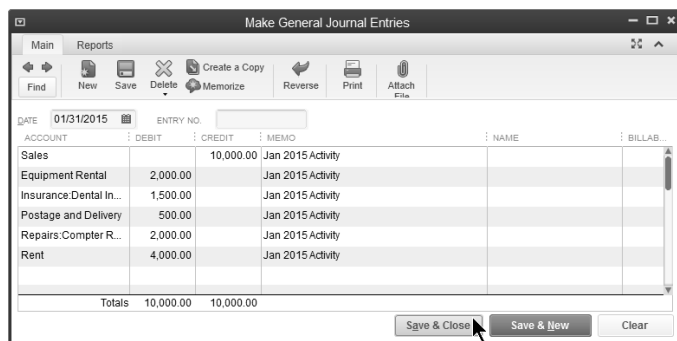 Make General Journal Entries
Main Reports
Find New Save Delete Create a Copy Memorize Reverse Print Attach File
DATE 01/31/2015 ENTRY NO.
ACCOUNT DEBIT CREDIT MEMO NAME BILLAB...
Sales 10,000.00 Jan 2015 Activity
Equipment Rental 2,000.00 Jan 2015 Activity
Insurance:Dental In... 1,500.00 Jan 2015 Activity
Postage and Delivery 500.00 Jan 2015 Activity
Repairs:Compter R... 2,000.00 Jan 2015 Activity
Rent 4,000.00 Jan 2015 Activity
Totals 10,000.00 10,000.00
Save & Close Save & New Clear